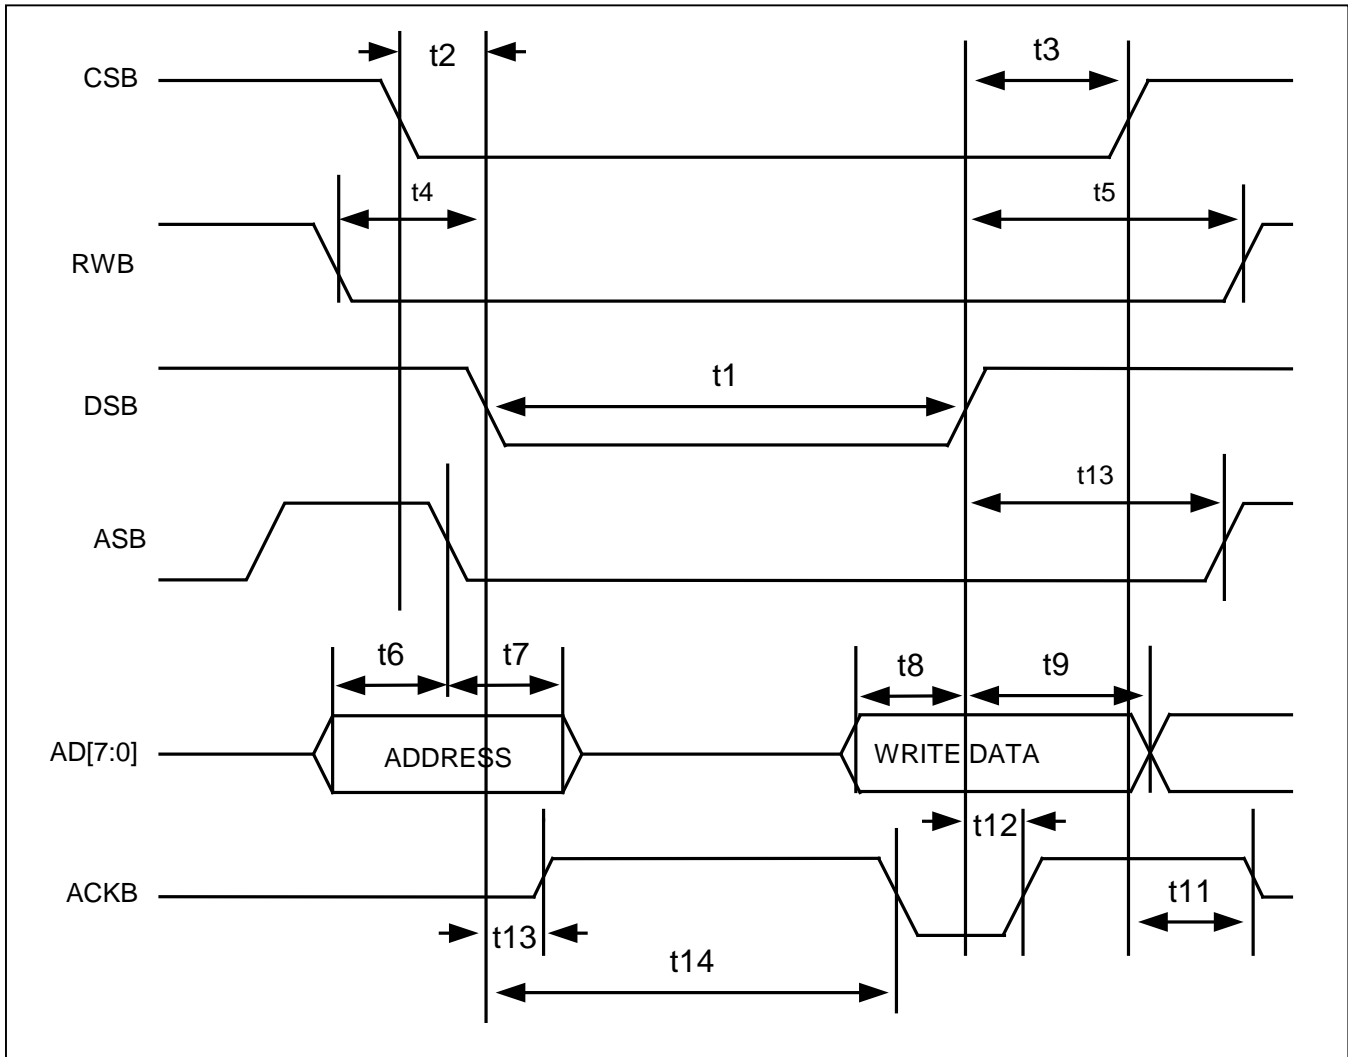 t2
t3
CSB
t4
t5
RWB
t1
DSB
t13
ASB
t6
t7
t8
t9
AD[7:0]
ADDRESS
WRITE DATA
t12
ACKB
t11
t13
t14